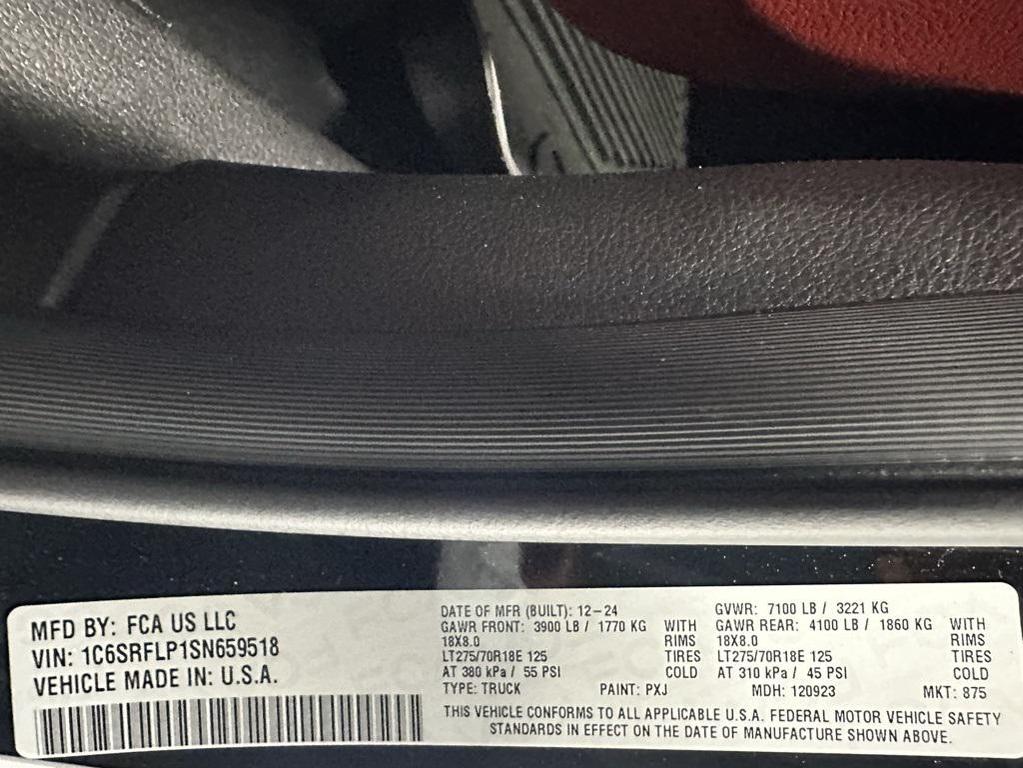 MFD BY: FCA US LLC
VIN: 1C6SRFLP1SN659518
VEHICLE MADE IN: U.S.A.
DATE OF MFR (BUILT): 12-24
GAWR FRONT: 3900 LB / 1770 KG WITH
18X8.0 RIMS
LT275/70R18E 125 TIRES
AT 380 kPa / 55 PSI COLD
GVWR: 7100 LB / 3221 KG
GAWR REAR: 4100 LB / 1860 KG WITH
18X8.0 RIMS
LT275/70R18E 125 TIRES
AT 310 kPa / 45 PSI COLD
TYPE: TRUCK PAINT: PXJ MDH: 120923 MKT: 875
THIS VEHICLE CONFORMS TO ALL APPLICABLE U.S.A. FEDERAL MOTOR VEHICLE SAFETY
STANDARDS IN EFFECT ON THE DATE OF MANUFACTURE SHOWN ABOVE.